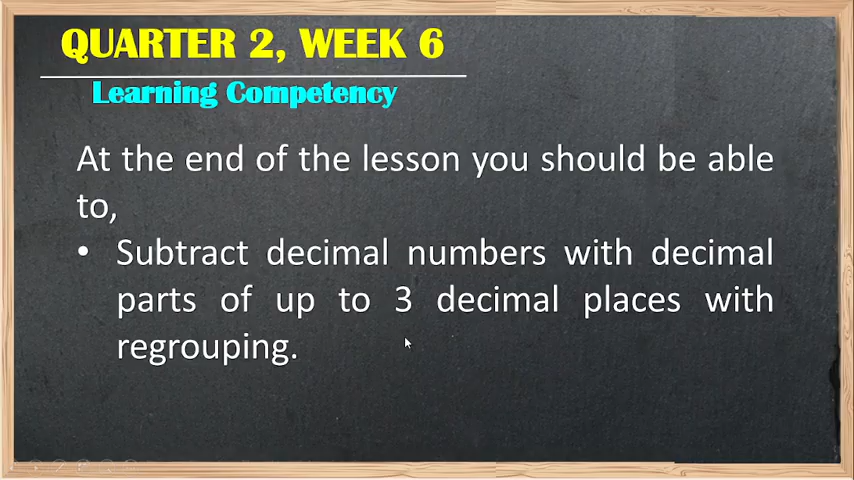 QUARTER 2, WEEK 6
Learning Competency
At the end of the lesson you should be able
to,
• Subtract decimal numbers with decimal
parts of up to 3 decimal places with
regrouping.